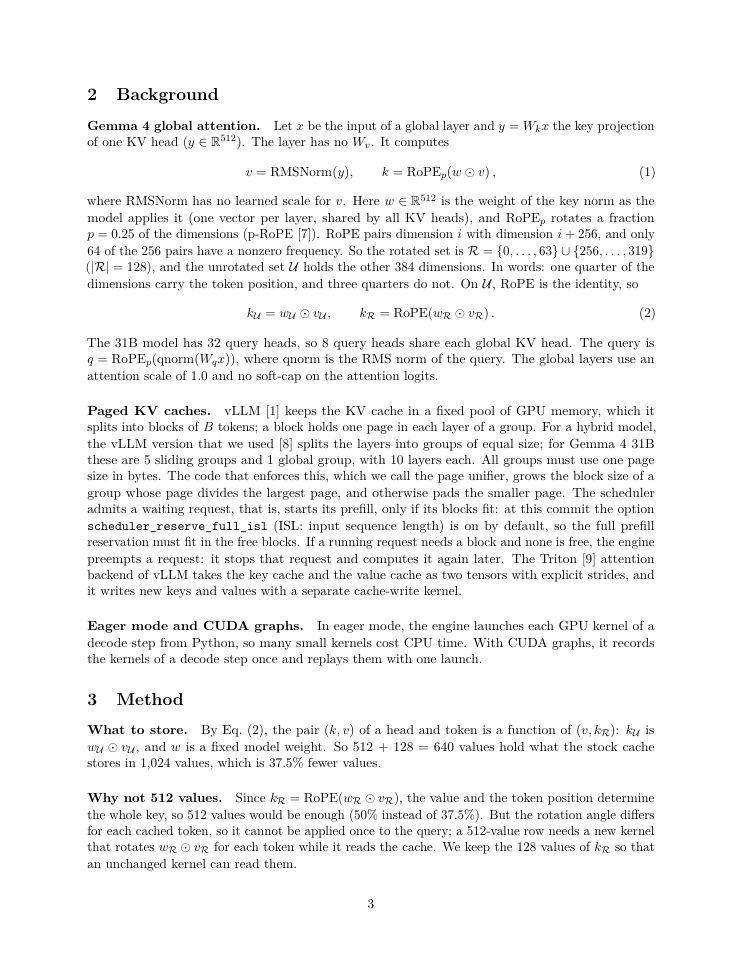 2 Background
Gemma 4 global attention. Let x be the input of a global layer and y = Wₖx the key projection
of one KV head (y ∈ ℝ⁵¹²). The layer has no Wᵥ. It computes
v = RMSNorm(y), k = RoPEₚ(w ⊙ v) , (1)
where RMSNorm has no learned scale for v. Here w ∈ ℝ⁵¹² is the weight of the key norm as the
model applies it (one vector per layer, shared by all KV heads), and RoPEₚ rotates a fraction
p = 0.25 of the dimensions (p-RoPE [7]). RoPE pairs dimension i with dimension i + 256, and only
64 of the 256 pairs have a nonzero frequency. So the rotated set is ℛ = {0, . . . , 63} ∪ {256, . . . , 319}
(|ℛ| = 128), and the unrotated set 𝒰 holds the other 384 dimensions. In words: one quarter of the
dimensions carry the token position, and three quarters do not. On 𝒰, RoPE is the identity, so
k_𝒰 = w_𝒰 ⊙ v_𝒰, k_ℛ = RoPE(w_ℛ ⊙ v_ℛ) . (2)
The 31B model has 32 query heads, so 8 query heads share each global KV head. The query is
q = RoPEₚ(qnorm(W_q x)), where qnorm is the RMS norm of the query. The global layers use an
attention scale of 1.0 and no soft-cap on the attention logits.
Paged KV caches. vLLM [1] keeps the KV cache in a fixed pool of GPU memory, which it
splits into blocks of B tokens; a block holds one page in each layer of a group. For a hybrid model,
the vLLM version that we used [8] splits the layers into groups of equal size; for Gemma 4 31B
these are 5 sliding groups and 1 global group, with 10 layers each. All groups must use one page
size in bytes. The code that enforces this, which we call the page unifier, grows the block size of a
group whose page divides the largest page, and otherwise pads the smaller page. The scheduler
admits a waiting request, that is, starts its prefill, only if its blocks fit: at this commit the option
scheduler_reserve_full_isl (ISL: input sequence length) is on by default, so the full prefill
reservation must fit in the free blocks. If a running request needs a block and none is free, the engine
preempts a request: it stops that request and computes it again later. The Triton [9] attention
backend of vLLM takes the key cache and the value cache as two tensors with explicit strides, and
it writes new keys and values with a separate cache-write kernel.
Eager mode and CUDA graphs. In eager mode, the engine launches each GPU kernel of a
decode step from Python, so many small kernels cost CPU time. With CUDA graphs, it records
the kernels of a decode step once and replays them with one launch.
3 Method
What to store. By Eq. (2), the pair (k, v) of a head and token is a function of (v, k_ℛ): k_𝒰 is
w_𝒰 ⊙ v_𝒰, and w is a fixed model weight. So 512 + 128 = 640 values hold what the stock cache
stores in 1,024 values, which is 37.5% fewer values.
Why not 512 values. Since k_ℛ = RoPE(w_ℛ ⊙ v_ℛ), the value and the token position determine
the whole key, so 512 values would be enough (50% instead of 37.5%). But the rotation angle differs
for each cached token, so it cannot be applied once to the query; a 512-value row needs a new kernel
that rotates w_ℛ ⊙ v_ℛ for each token while it reads the cache. We keep the 128 values of k_ℛ so that
an unchanged kernel can read them.
3